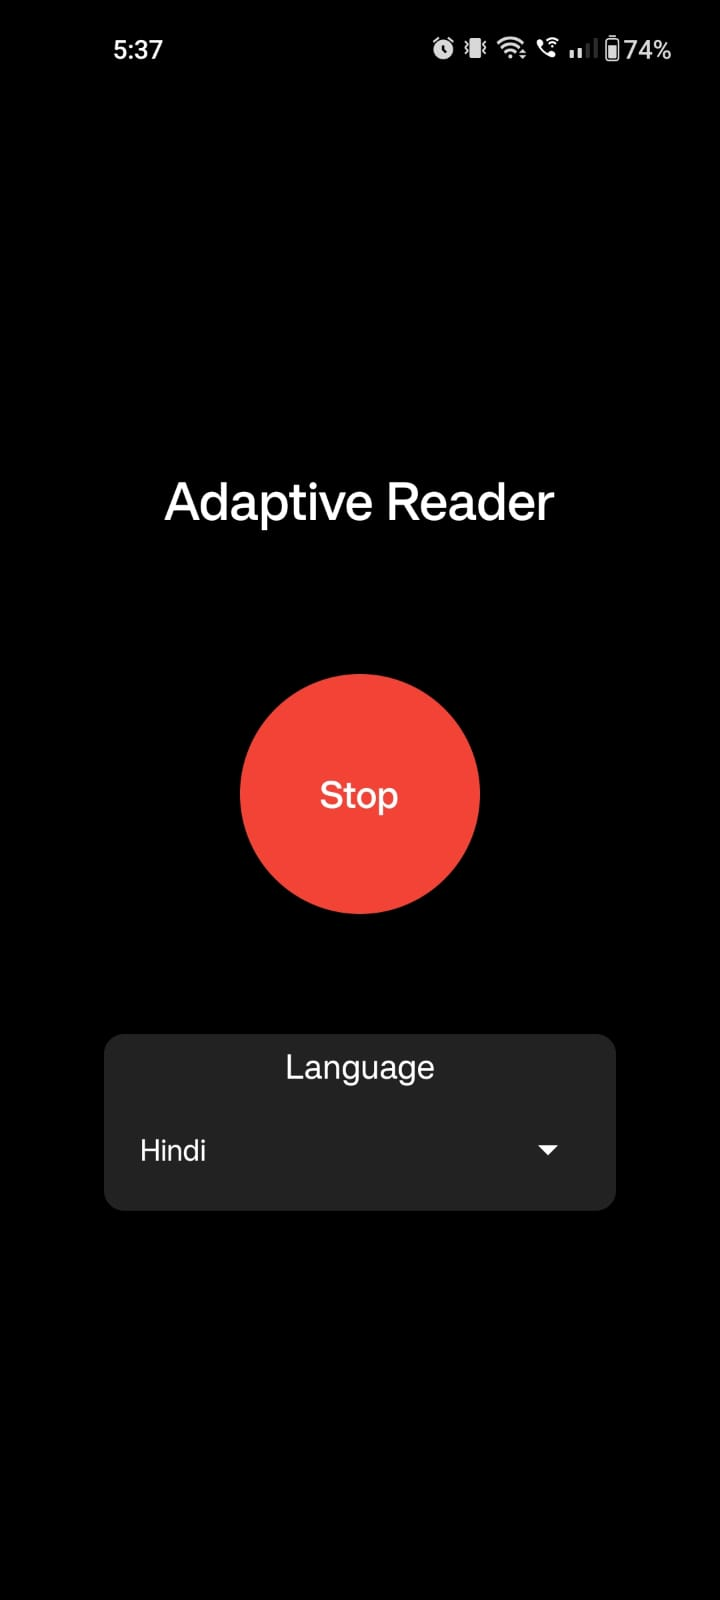 5:37 74%
Adaptive Reader
Stop
Language
Hindi